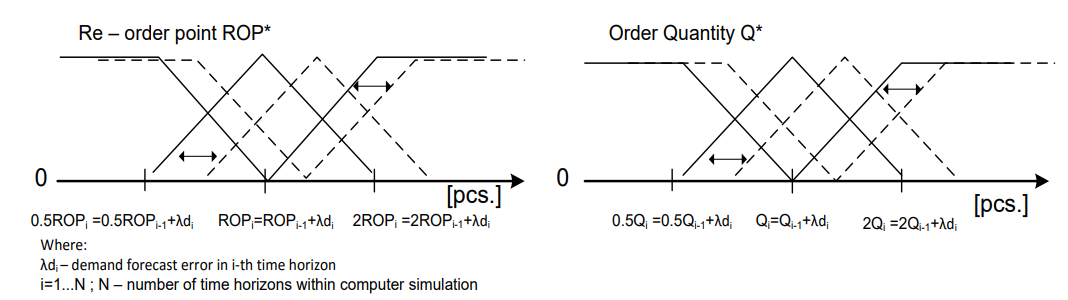 Re – order point ROP*
Order Quantity Q*
0
[pcs.]
0
[pcs.]
0.5ROPi =0.5ROPi-1+λdi
ROPi=ROPi-1+λdi
2ROPi =2ROPi-1+λdi
0.5Qi =0.5Qi-1+λdi
Qi=Qi-1+λdi
2Qi =2Qi-1+λdi
Where:
λdi – demand forecast error in i-th time horizon
i=1...N ; N – number of time horizons within computer simulation